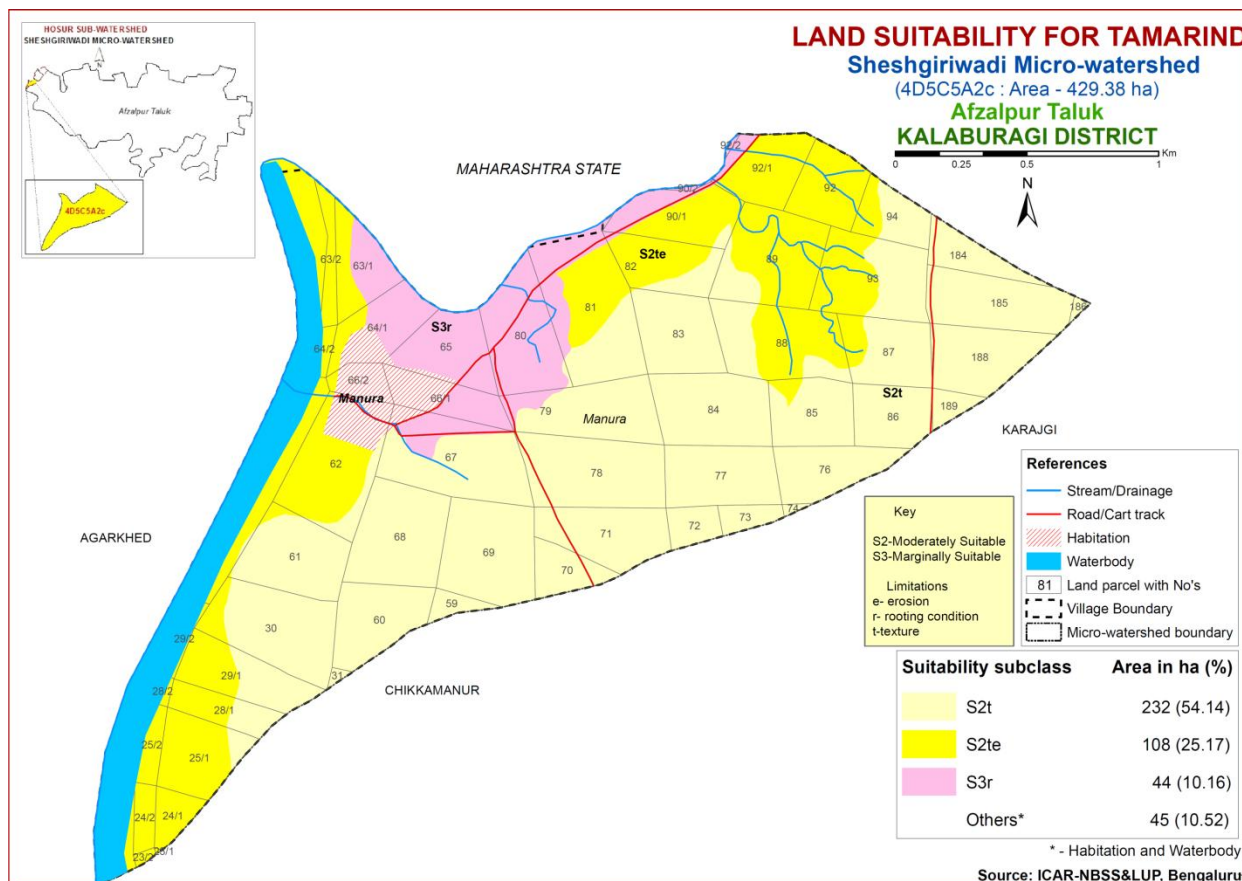 HOSUR SUB-WATERSHED
SHESHGIRIWADI MICRO-WATERSHED
N
Afzalpur Taluk
4D5C5A2c
LAND SUITABILITY FOR TAMARIND
Sheshgiriwadi Micro-watershed
(4D5C5A2c : Area - 429.38 ha)
Afzalpur Taluk
KALABURAGI DISTRICT
0 0.25 0.5 1 Km
N
MAHARASHTRA STATE
92/2
92/1
92
90/2
90/1
94
184
63/2
63/1
S2te
82
89
93
185
186
81
64/1
S3r
65
80
83
88
87
188
64/2
66/2
Manura
66/1
79
Manura
84
85
S2t
86
189
KARAJGI
62
67
78
77
76
AGARKHED
61
68
69
71
72
73
74
70
30
60
59
29/2
29/1
31
CHIKKAMANUR
28/2
28/1
25/2
25/1
24/2
24/1
23/2
23/1
Key
S2-Moderately Suitable
S3-Marginally Suitable
Limitations
e- erosion
r- rooting condition
t-texture
References
Stream/Drainage
Road/Cart track
Habitation
Waterbody
81 Land parcel with No's
Village Boundary
Micro-watershed boundary
Suitability subclass Area in ha (%)
S2t 232 (54.14)
S2te 108 (25.17)
S3r 44 (10.16)
Others* 45 (10.52)
* - Habitation and Waterbody
Source: ICAR-NBSS&LUP, Bengaluru